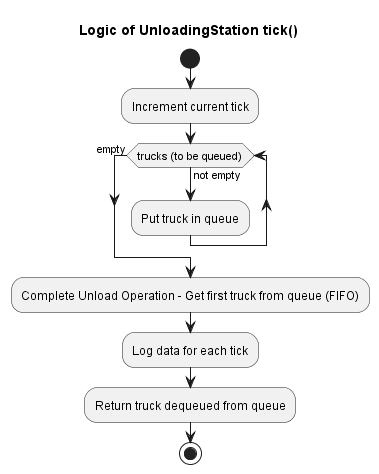 Logic of UnloadingStation tick()
Increment current tick
empty
trucks (to be queued)
not empty
Put truck in queue
Complete Unload Operation - Get first truck from queue (FIFO)
Log data for each tick
Return truck dequeued from queue